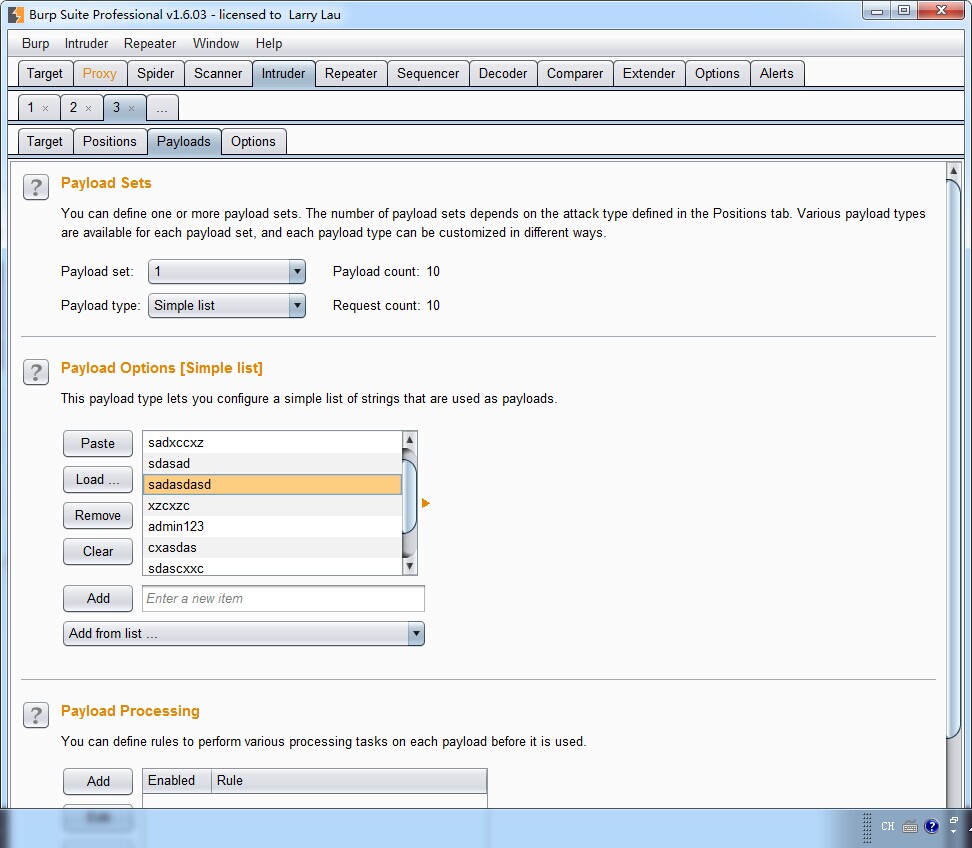 Burp Suite Professional v1.6.03 - licensed to Larry Lau
Burp Intruder Repeater Window Help
Target Proxy Spider Scanner Intruder Repeater Sequencer Decoder Comparer Extender Options Alerts
1 × 2 × 3 × ...
Target Positions Payloads Options
? Payload Sets
You can define one or more payload sets. The number of payload sets depends on the attack type defined in the Positions tab. Various payload types
are available for each payload set, and each payload type can be customized in different ways.
Payload set: 1 Payload count: 10
Payload type: Simple list Request count: 10
? Payload Options [Simple list]
This payload type lets you configure a simple list of strings that are used as payloads.
Paste
Load ...
Remove
Clear
sadxccxz
sdasad
sadasdasd
xzcxzc
admin123
cxasdas
sdascxxc
Add Enter a new item
Add from list ...
? Payload Processing
You can define rules to perform various processing tasks on each payload before it is used.
Add Enabled Rule
CH ?